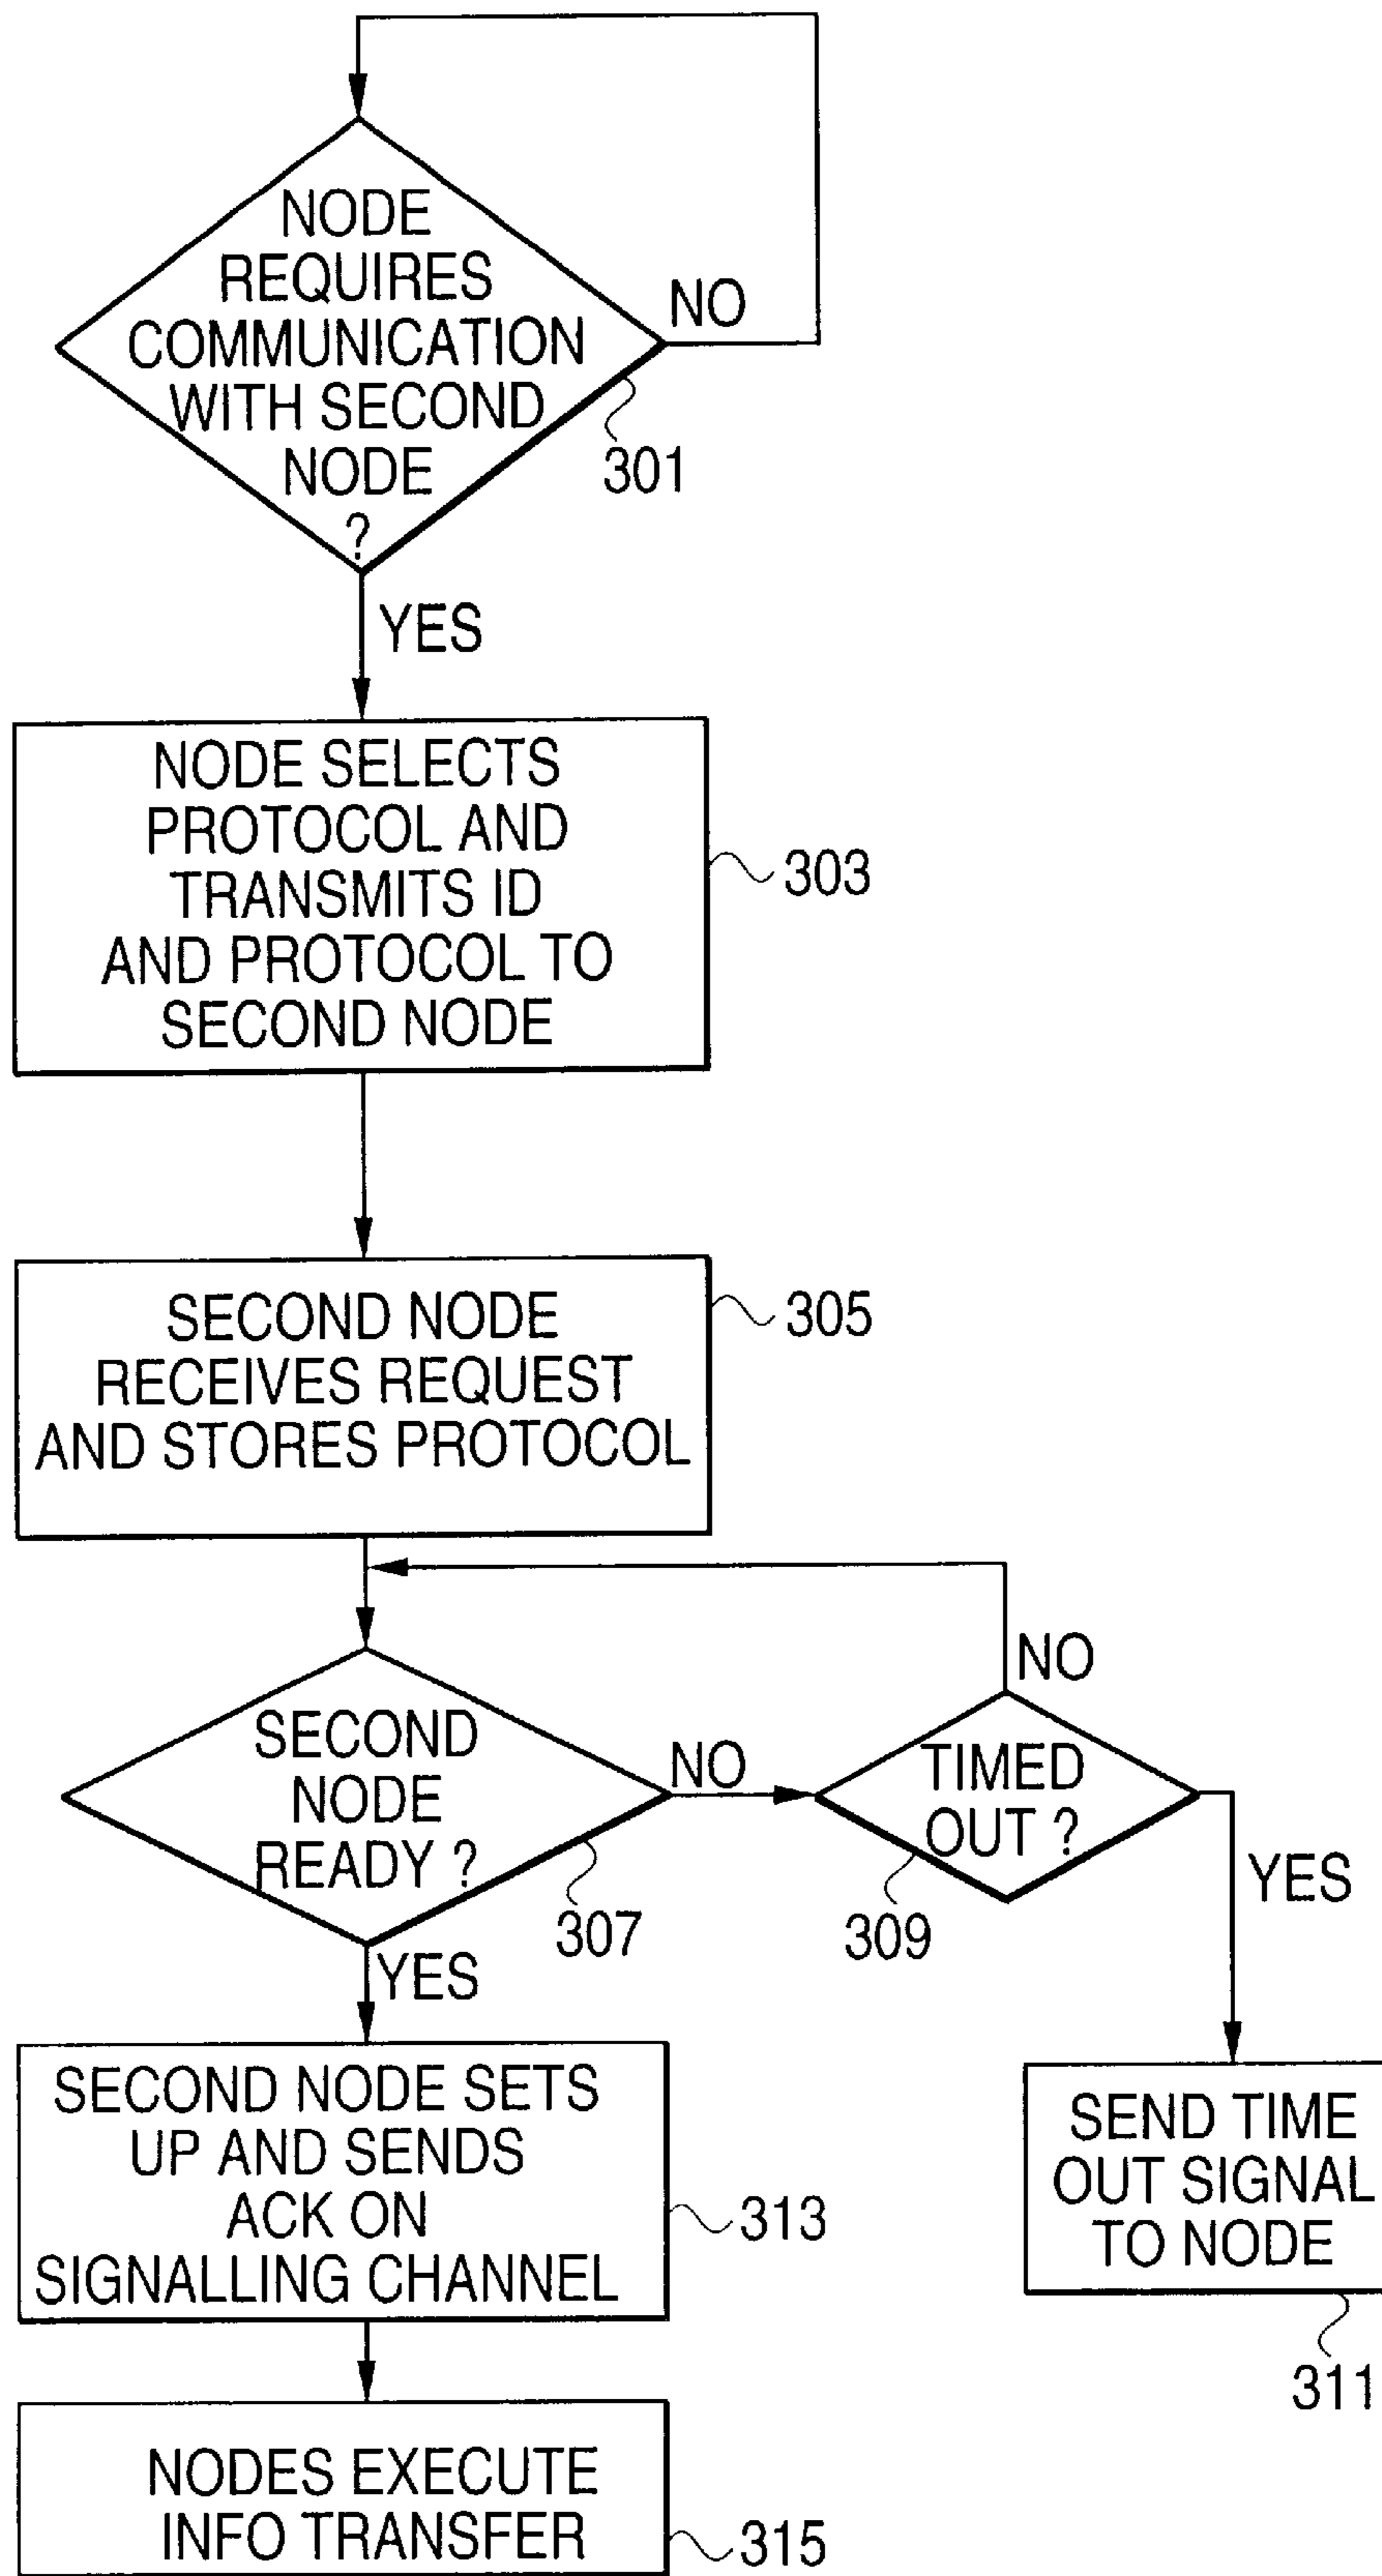 NODE
REQUIRES
COMMUNICATION
WITH SECOND
NODE
?
NO
301
YES
NODE SELECTS
PROTOCOL AND
TRANSMITS ID
AND PROTOCOL TO
SECOND NODE
303
SECOND NODE
RECEIVES REQUEST
AND STORES PROTOCOL
305
SECOND
NODE
READY ?
NO
307
TIMED
OUT ?
NO
309
YES
YES
SECOND NODE SETS
UP AND SENDS
ACK ON
SIGNALLING CHANNEL
313
SEND TIME
OUT SIGNAL
TO NODE
311
NODES EXECUTE
INFO TRANSFER
315